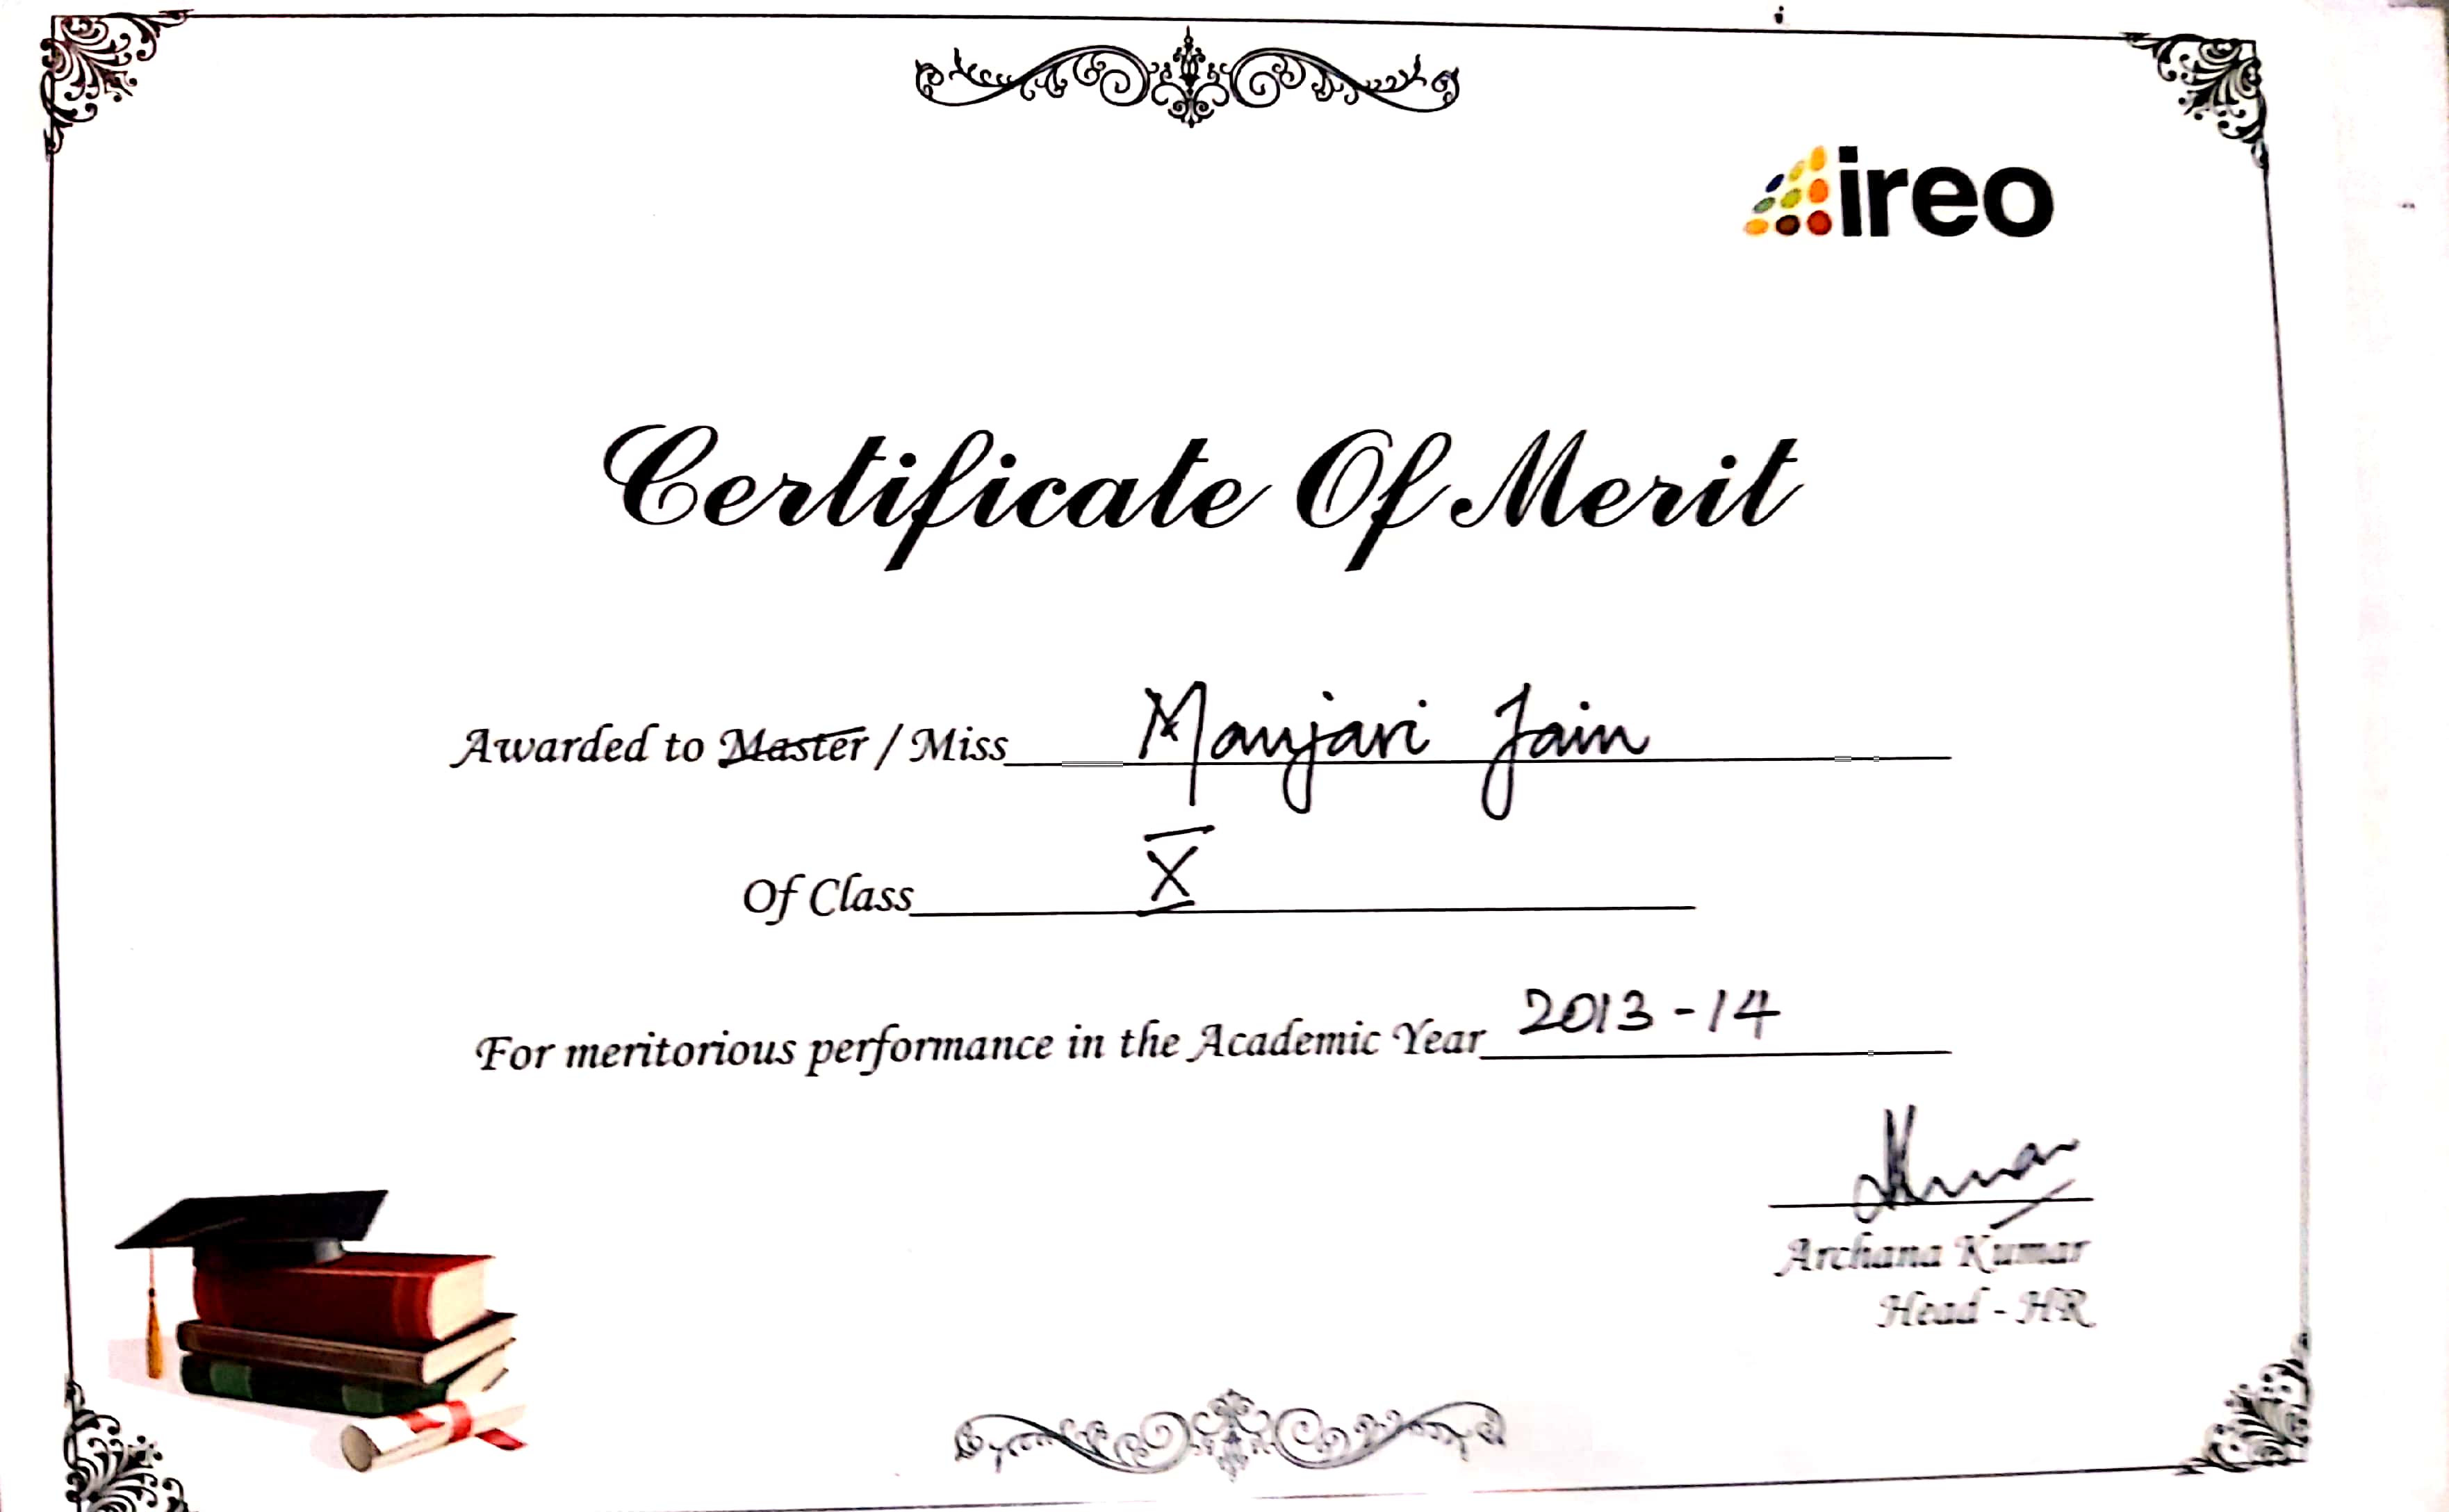 ireo
Certificate Of Merit
Awarded to Master / Miss Manjari Jain
Of Class X
For meritorious performance in the Academic Year 2013-14
Archana Kumar
Head - HR